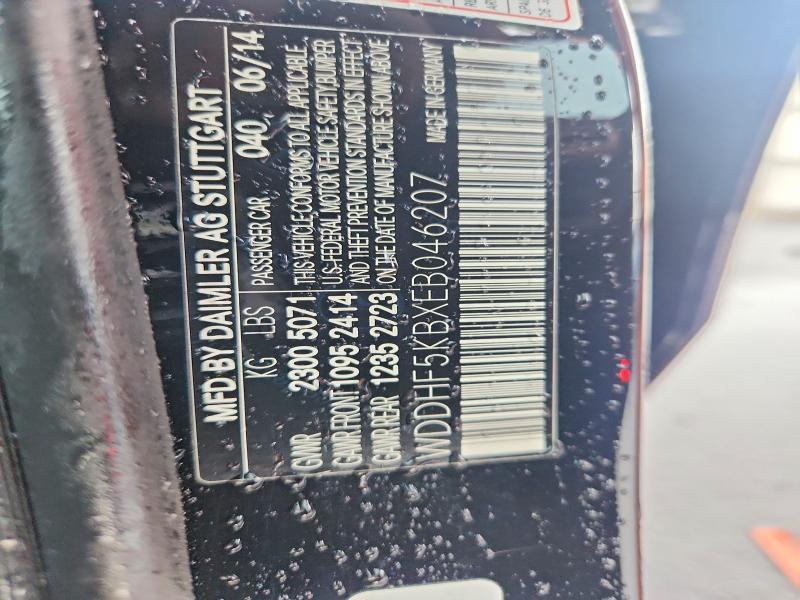 MFD BY DAIMLER AG STUTTGART
KG LBS PASSENGER CAR 040 06/14
GVWR 2300 5071 THIS VEHICLE CONFORMS TO ALL APPLICABLE
GAWR FRONT 1095 2414 U.S. FEDERAL MOTOR VEHICLE SAFETY, BUMPER
GAWR REAR 1235 2723 AND THEFT PREVENTION STANDARDS IN EFFECT
ON THE DATE OF MANUFACTURE SHOWN ABOVE
WDDHF5KBXEB046207 MADE IN GERMANY